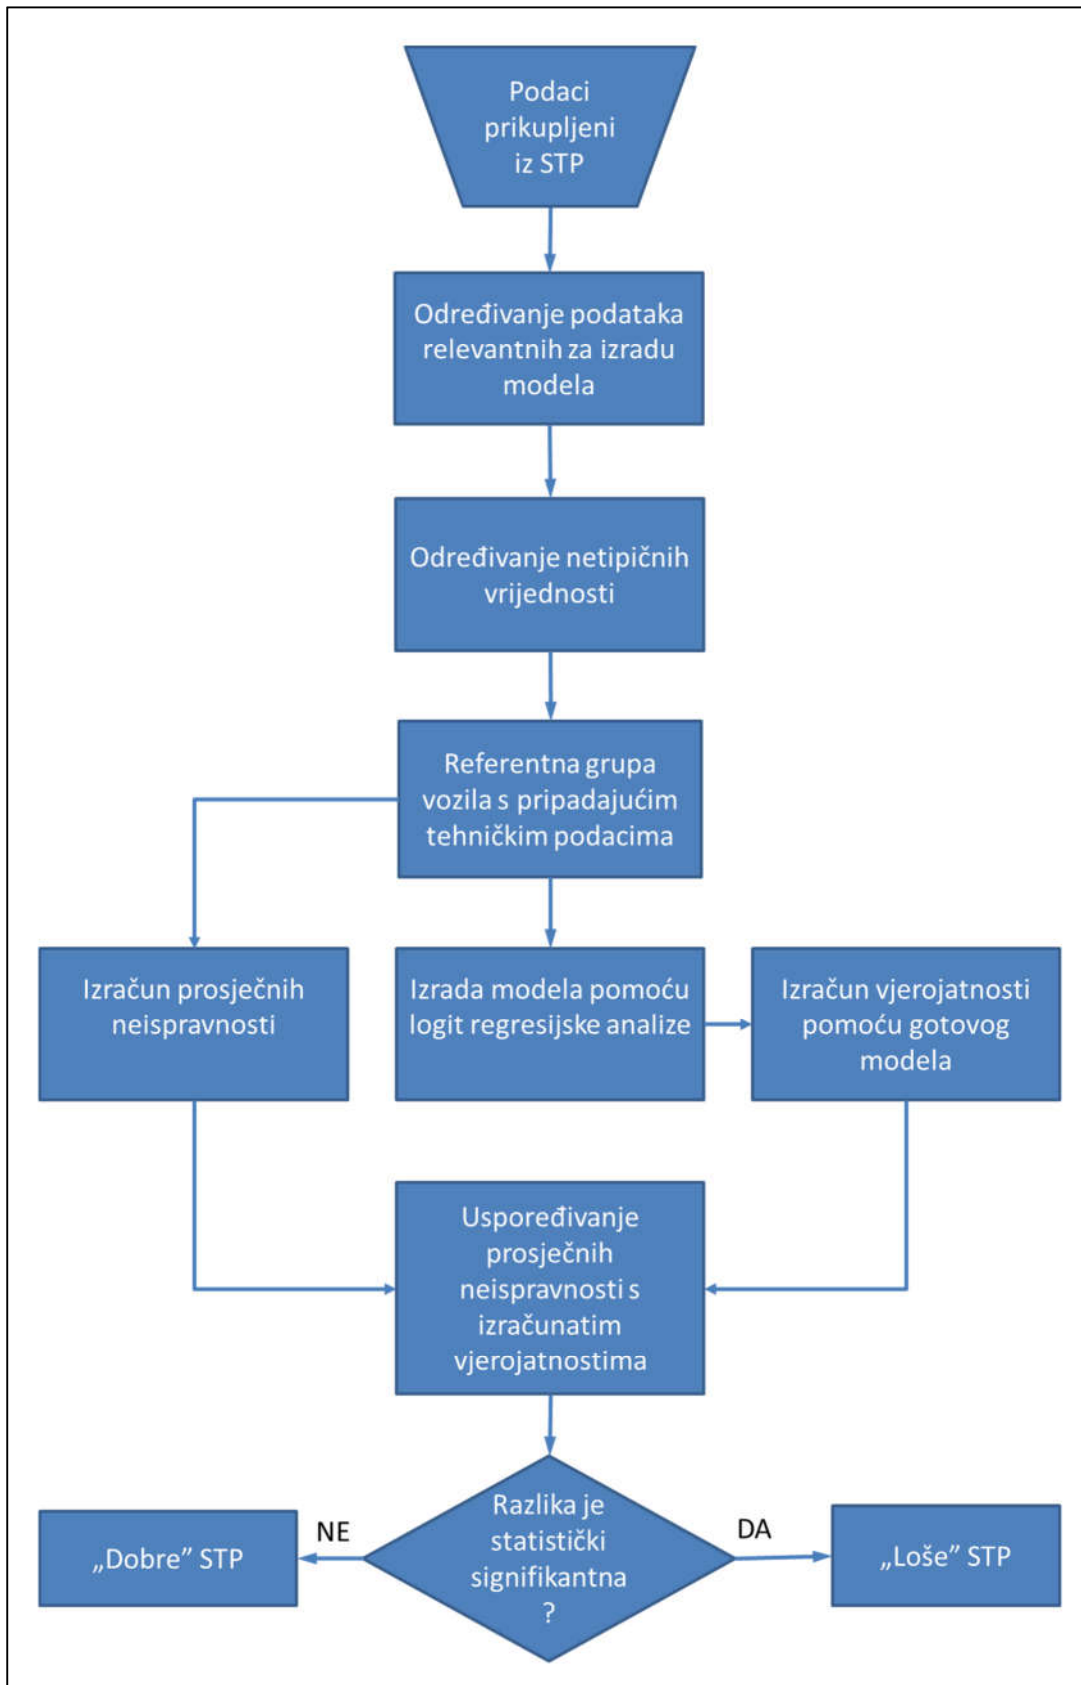 Podaci
prikupljeni
iz STP
Određivanje podataka
relevantnih za izradu
modela
Određivanje netipičnih
vrijednosti
Referentna grupa
vozila s pripadajućim
tehničkim podacima
Izračun prosječnih
neispravnosti
Izrada modela pomoću
logit regresijske analize
Izračun vjerojatnosti
pomoću gotovog
modela
Uspoređivanje
prosječnih
neispravnosti s
izračunatim
vjerojatnostima
Razlika je
statistički
signifikantna
?
NE
DA
„Dobre” STP
„Loše” STP